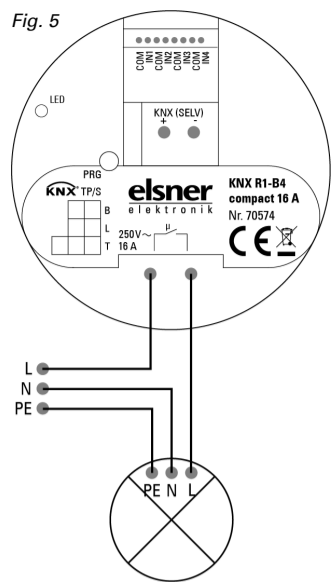 Fig. 5
COM IN1 COM IN2 COM IN3 COM IN4
LED
KNX (SELV)
+ -
PRG
KNX® TP/S
B
L
T
elsner
elektronik
250V~
16 A
µ
KNX R1-B4
compact 16 A
Nr. 70574
CE
L
N
PE
PE N L